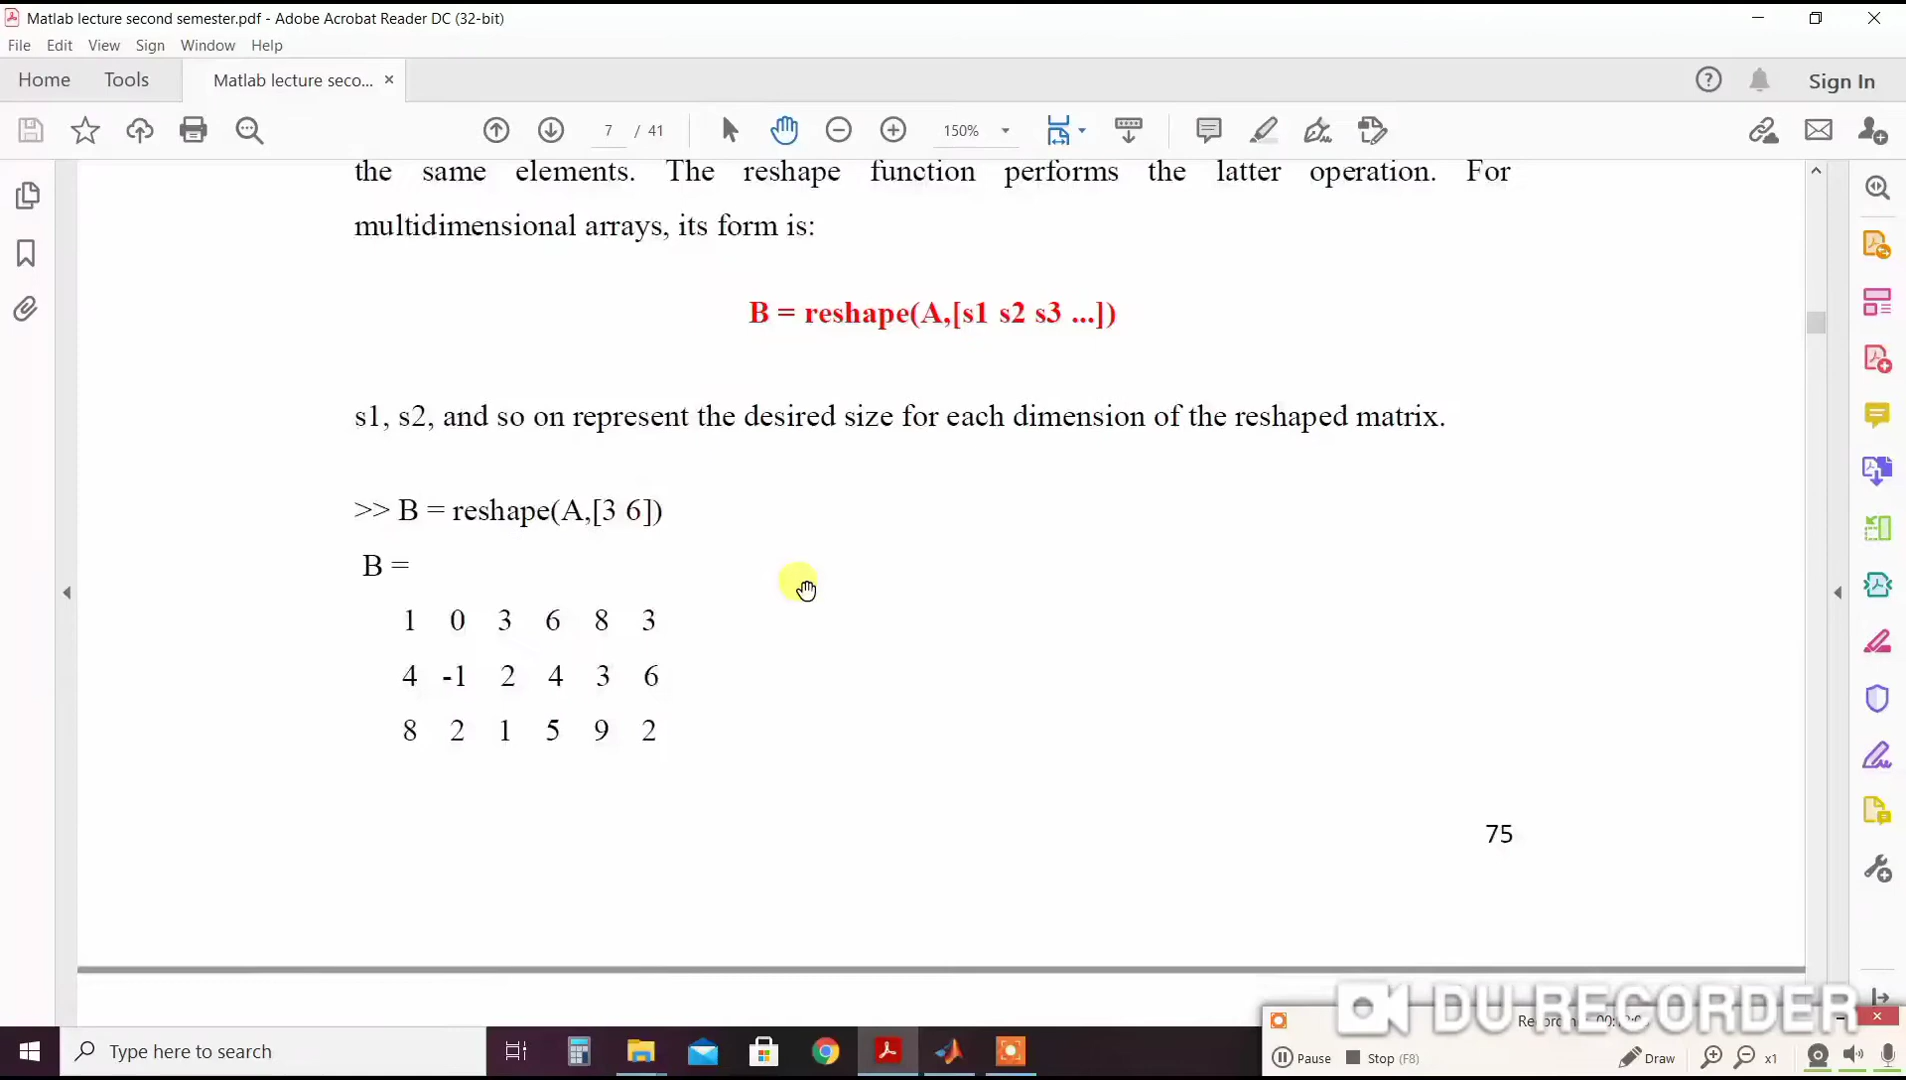 Matlab lecture second semester.pdf - Adobe Acrobat Reader DC (32-bit)
File Edit View Sign Window Help
Home Tools Matlab lecture seco... ×
Sign In
7 / 41
150%
the same elements. The reshape function performs the latter operation. For
multidimensional arrays, its form is:
B = reshape(A,[s1 s2 s3 ...])
s1, s2, and so on represent the desired size for each dimension of the reshaped matrix.
>> B = reshape(A,[3 6])
B =
1 0 3 6 8 3
4 -1 2 4 3 6
8 2 1 5 9 2
75
DU RECORDER
Type here to search
Pause Stop (F8) Draw x1